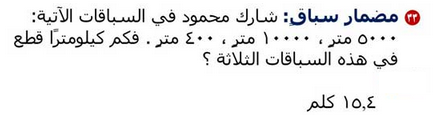 ٣٣ مضمار سباق: شارك محمود في السباقات الآتية:
٥٠٠٠ متر ، ١٠٠٠٠ متر ، ٤٠٠ متر . فكم كيلومترًا قطع
في هذه السباقات الثلاثة ؟
١٥,٤ كلم